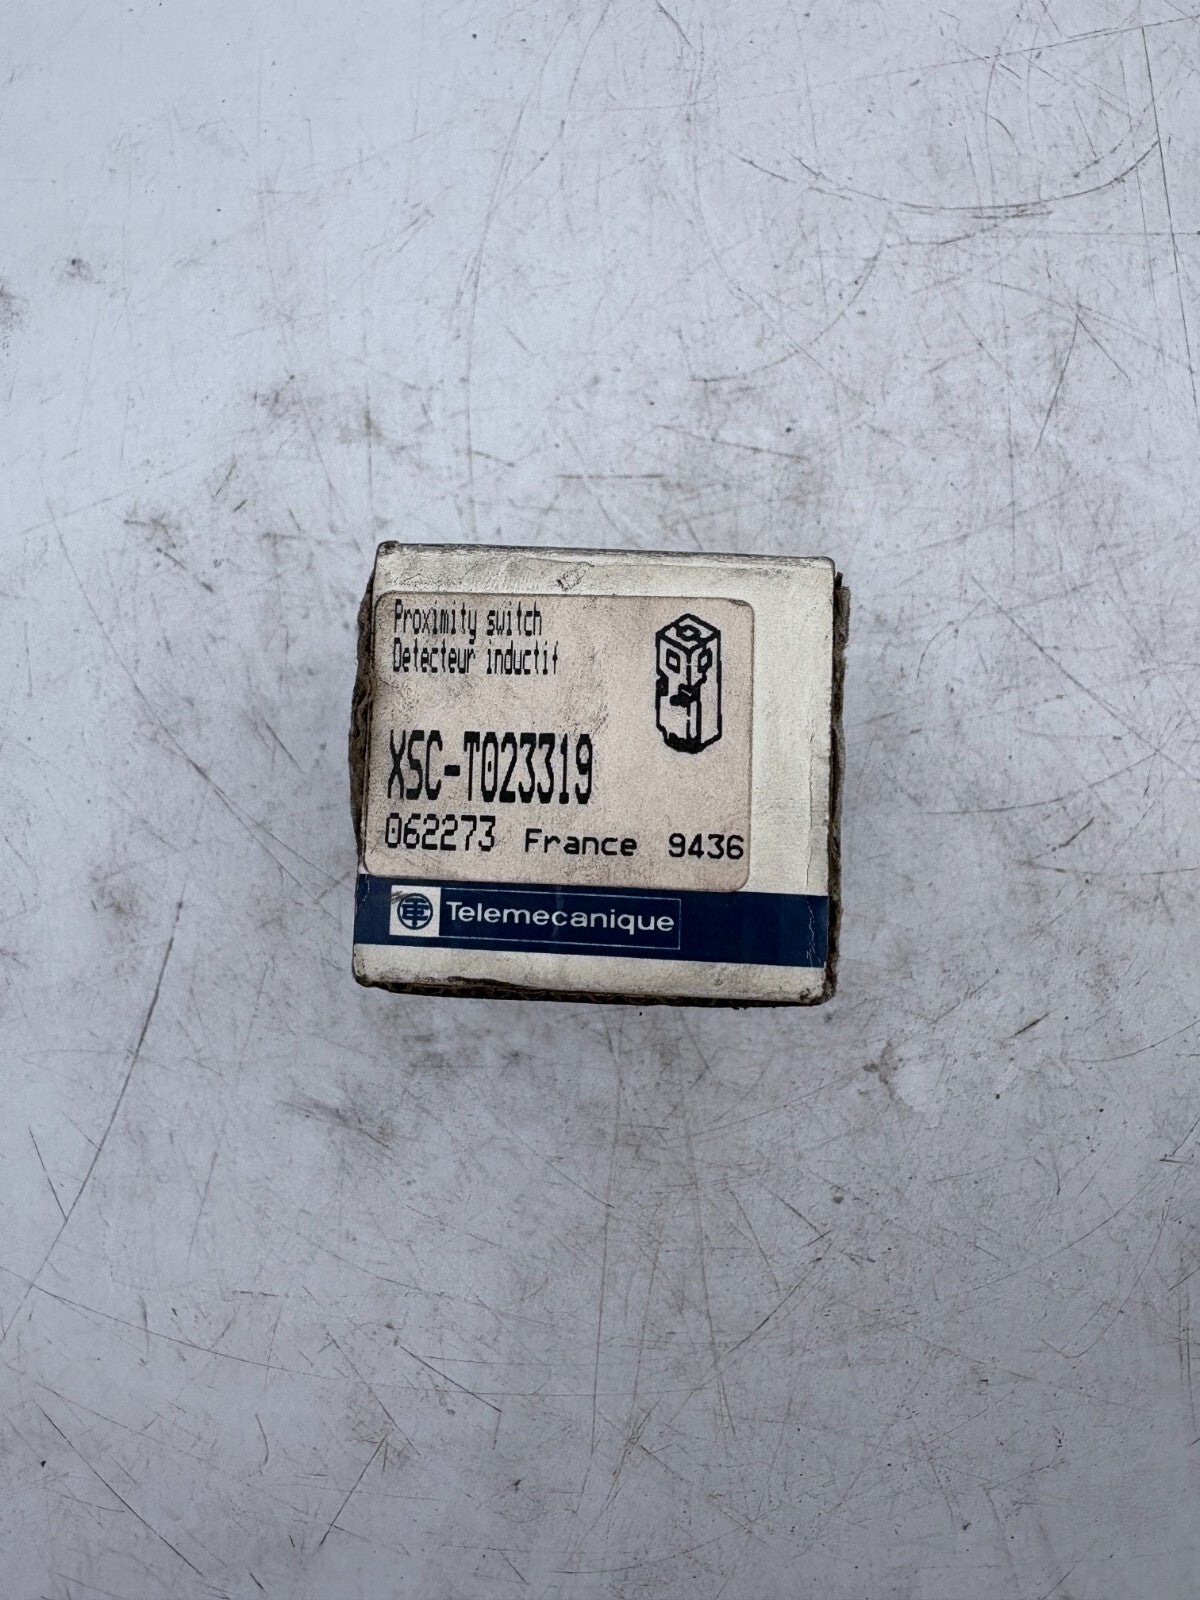 Proximity switch
Detecteur inductif
XSC-T023319
062273 France 9436
Telemecanique